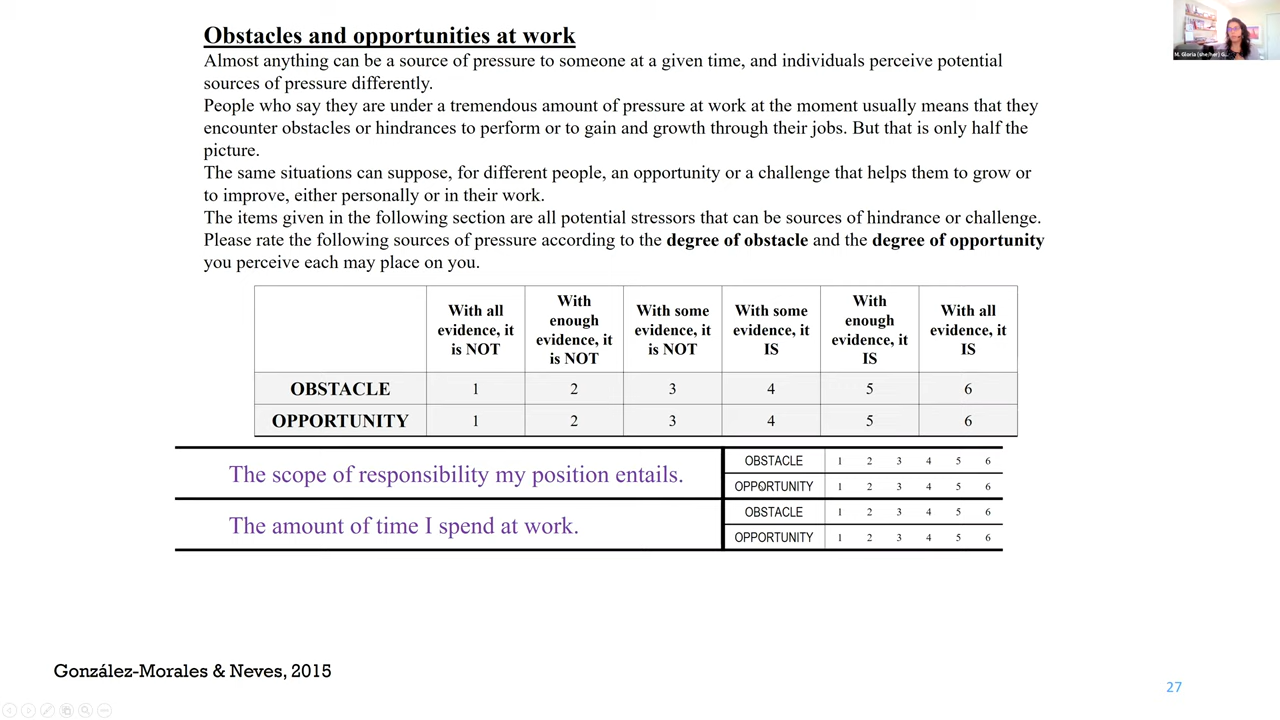 Obstacles and opportunities at work
Almost anything can be a source of pressure to someone at a given time, and individuals perceive potential
sources of pressure differently.
People who say they are under a tremendous amount of pressure at work at the moment usually means that they
encounter obstacles or hindrances to perform or to gain and growth through their jobs. But that is only half the
picture.
The same situations can suppose, for different people, an opportunity or a challenge that helps them to grow or
to improve, either personally or in their work.
The items given in the following section are all potential stressors that can be sources of hindrance or challenge.
Please rate the following sources of pressure according to the degree of obstacle and the degree of opportunity
you perceive each may place on you.
With all evidence, it is NOT
With enough evidence, it is NOT
With some evidence, it is NOT
With some evidence, it IS
With enough evidence, it IS
With all evidence, it IS
OBSTACLE 1 2 3 4 5 6
OPPORTUNITY 1 2 3 4 5 6
The scope of responsibility my position entails.
OBSTACLE 1 2 3 4 5 6
OPPORTUNITY 1 2 3 4 5 6
The amount of time I spend at work.
OBSTACLE 1 2 3 4 5 6
OPPORTUNITY 1 2 3 4 5 6
González-Morales & Neves, 2015
27
M. Gloria (she/her) G...